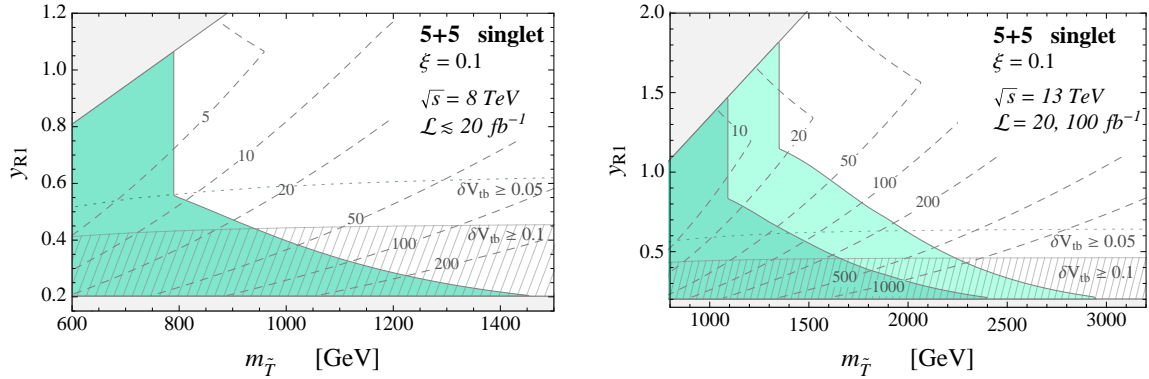 5+5 singlet
ξ = 0.1
√s = 8 TeV
ℒ ≲ 20 fb⁻¹
δV_tb ≥ 0.05
δV_tb ≥ 0.1
5
10
20
50
100
200
y_R1
1.2
1.0
0.8
0.6
0.4
0.2
600 800 1000 1200 1400
m_T̃ [GeV]
5+5 singlet
ξ = 0.1
√s = 13 TeV
ℒ = 20, 100 fb⁻¹
δV_tb ≥ 0.05
δV_tb ≥ 0.1
10
20
50
100
200
500
1000
y_R1
2.0
1.5
1.0
0.5
1000 1500 2000 2500 3000
m_T̃ [GeV]